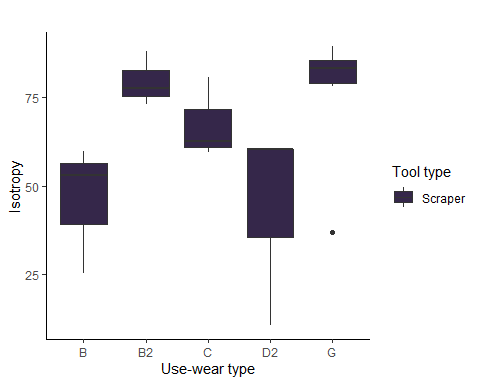 Isotropy
75
50
25
B B2 C D2 G
Use-wear type
Tool type
Scraper